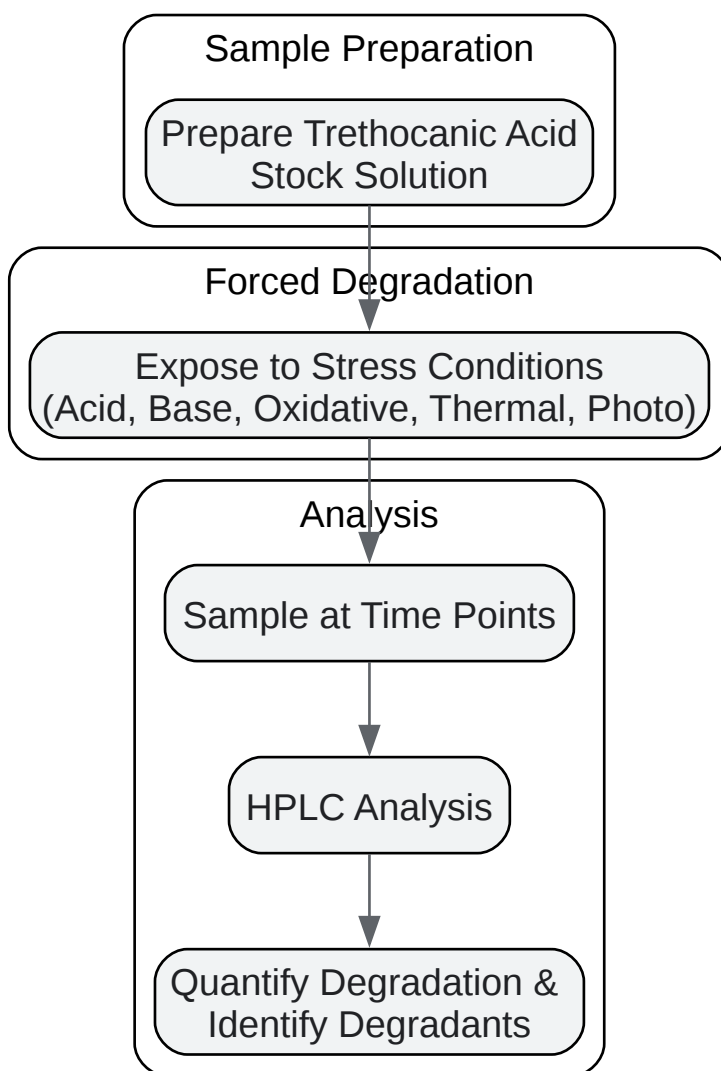 Sample Preparation
Prepare Trethocanic Acid
Stock Solution
Forced Degradation
Expose to Stress Conditions
(Acid, Base, Oxidative, Thermal, Photo)
Analysis
Sample at Time Points
HPLC Analysis
Quantify Degradation &
Identify Degradants